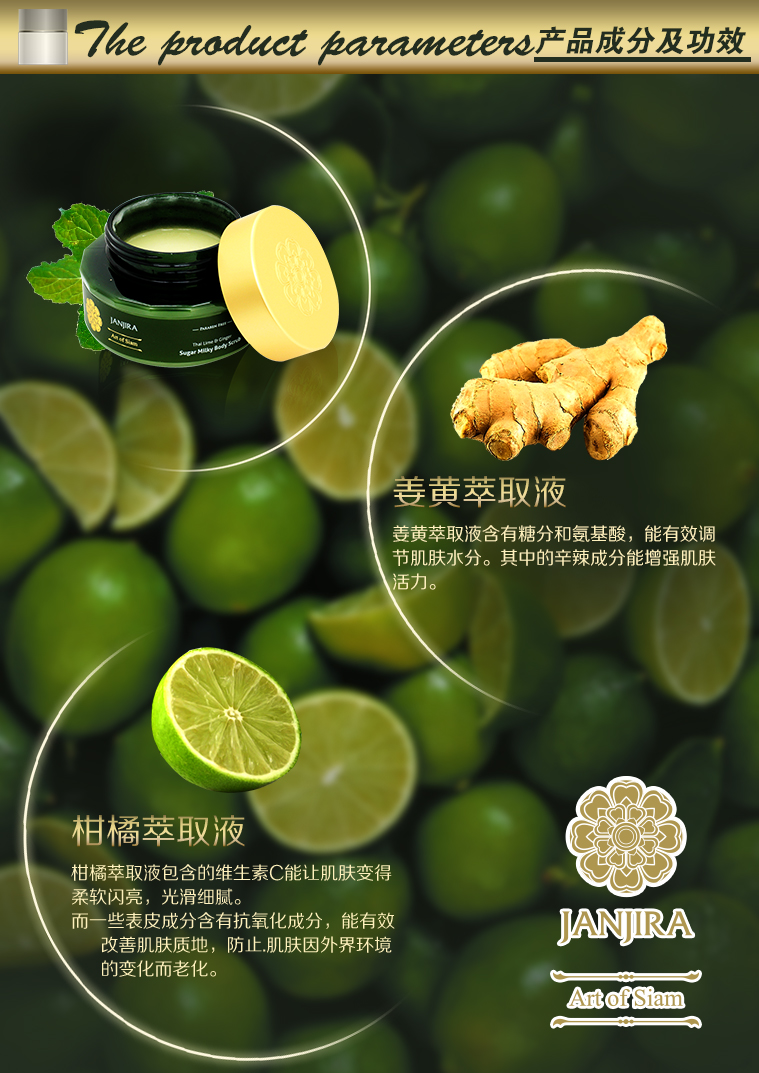 The product parameters产品成分及功效
JANJIRA
Art of Siam
PARABEN FREE
Thai Lime & Ginger
Sugar Milky Body Scrub
姜黄萃取液
姜黄萃取液含有糖分和氨基酸，能有效调
节肌肤水分。其中的辛辣成分能增强肌肤
活力。
柑橘萃取液
柑橘萃取液包含的维生素C能让肌肤变得
柔软闪亮，光滑细腻。
而一些表皮成分含有抗氧化成分，能有效
改善肌肤质地，防止.肌肤因外界环境
的变化而老化。
JANJIRA
Art of Siam